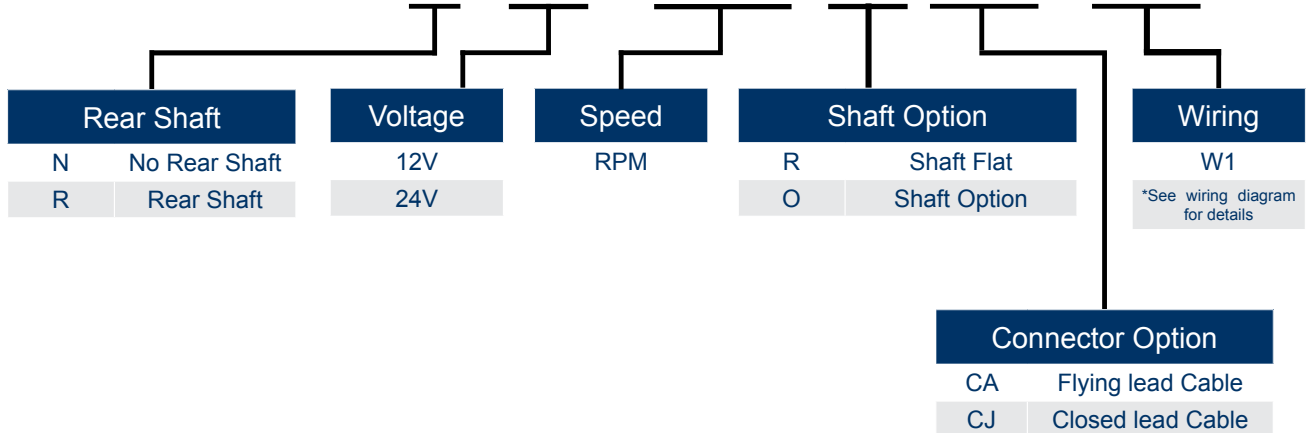 Rear Shaft
N No Rear Shaft
R Rear Shaft
Voltage
12V
24V
Speed
RPM
Shaft Option
R Shaft Flat
O Shaft Option
Wiring
W1
*See wiring diagram
for details
Connector Option
CA Flying lead Cable
CJ Closed lead Cable